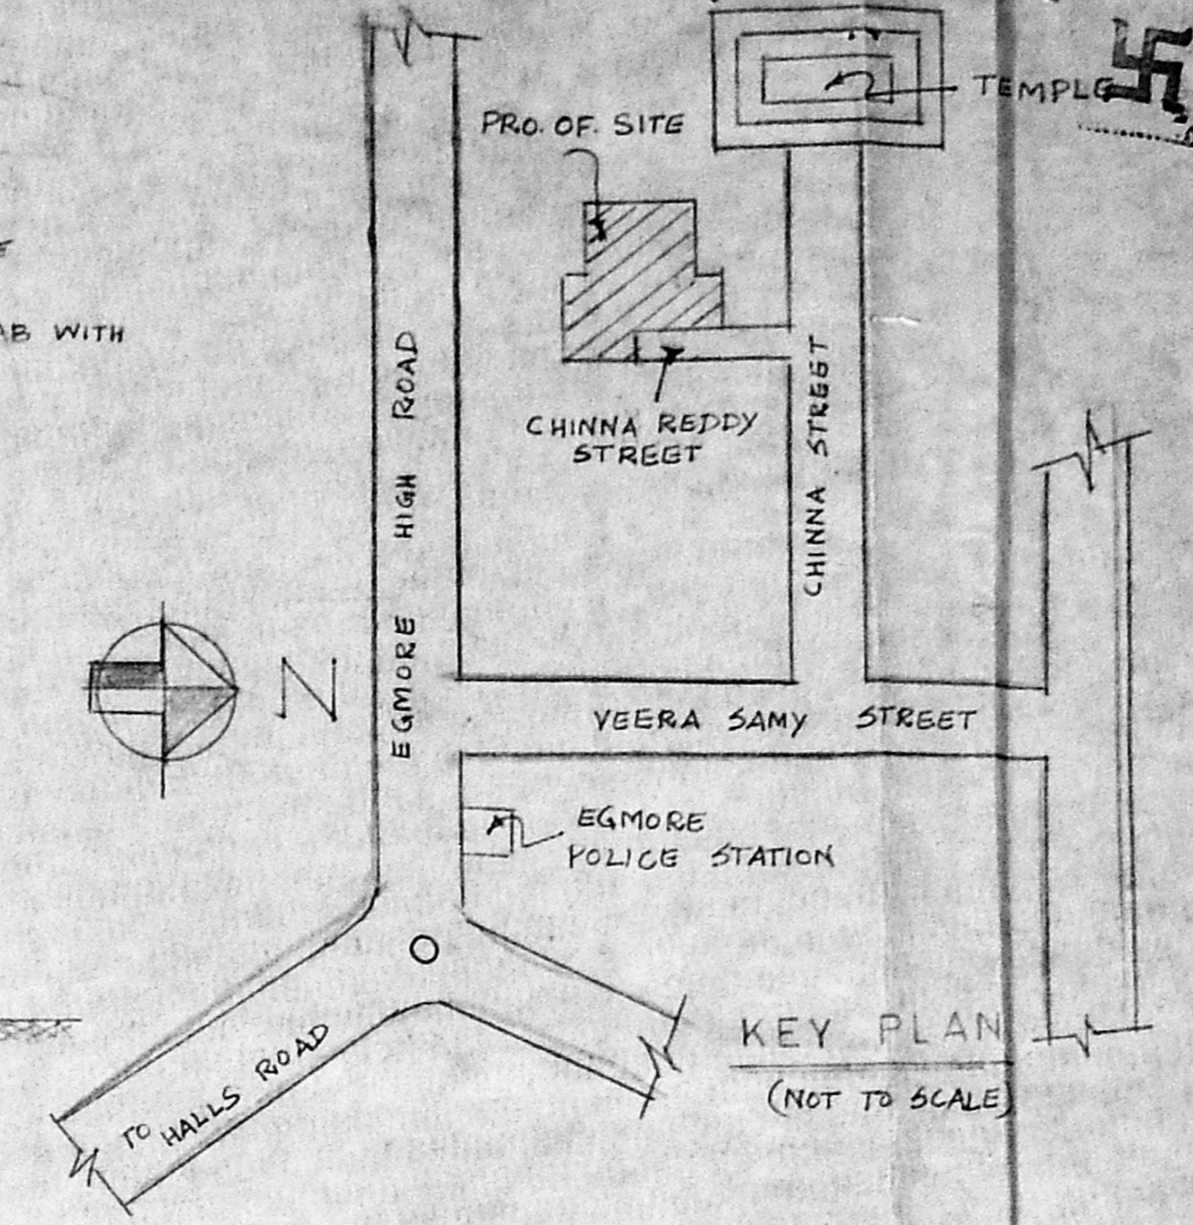 TEMPLE
PRO. OF. SITE
AB WITH
CHINNA REDDY
STREET
CHINNA STREET
EGMORE HIGH ROAD
N
VEERA SAMY STREET
EGMORE
POLICE STATION
KEY PLAN
(NOT TO SCALE)
TO HALLS ROAD